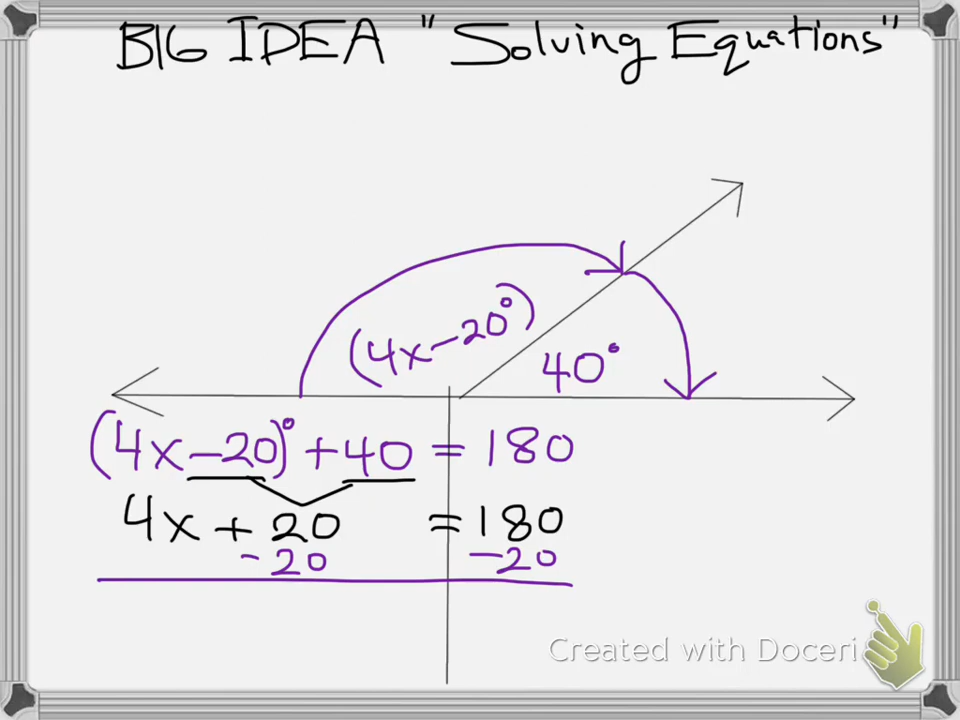 BIG IDEA "Solving Equations"
(4x-20°)
40°
(4x-20)° +40 = 180
4x + 20 = 180
-20 -20
Created with Doceri